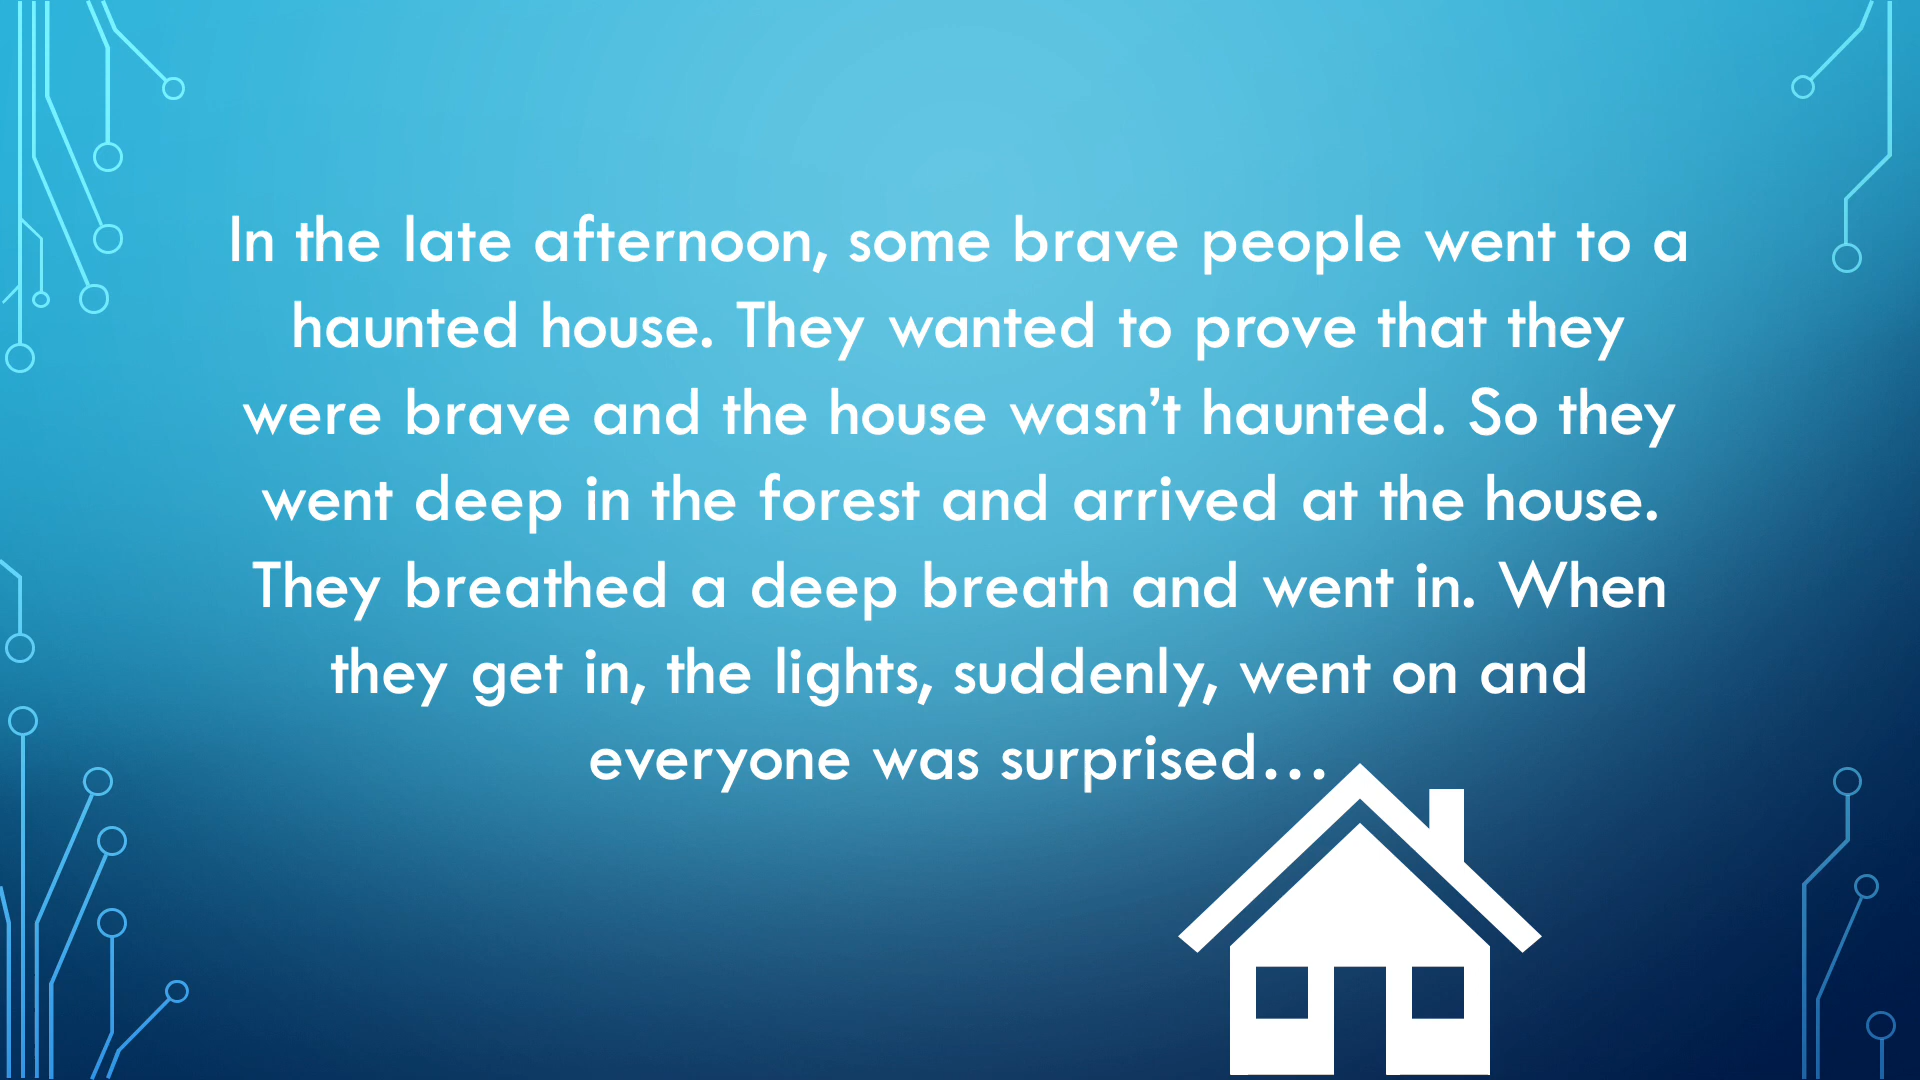 In the late afternoon, some brave people went to a
haunted house. They wanted to prove that they
were brave and the house wasn’t haunted. So they
went deep in the forest and arrived at the house.
They breathed a deep breath and went in. When
they get in, the lights, suddenly, went on and
everyone was surprised…